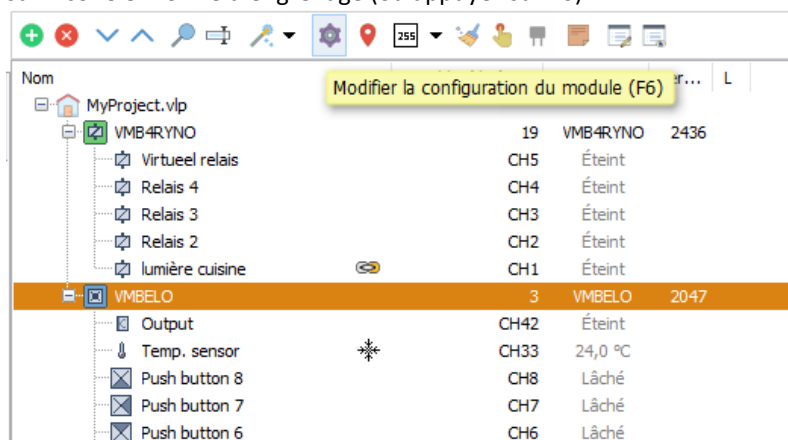 255
Modifier la configuration du module (F6)
Nom er... L
MyProject.vlp
VMB4RYNO 19 VMB4RYNO 2436
Virtueel relais CH5 Éteint
Relais 4 CH4 Éteint
Relais 3 CH3 Éteint
Relais 2 CH2 Éteint
lumière cuisine CH1 Éteint
VMBELO 3 VMBELO 2047
Output CH42 Éteint
Temp. sensor CH33 24,0 °C
Push button 8 CH8 Lâché
Push button 7 CH7 Lâché
Push button 6 CH6 Lâché